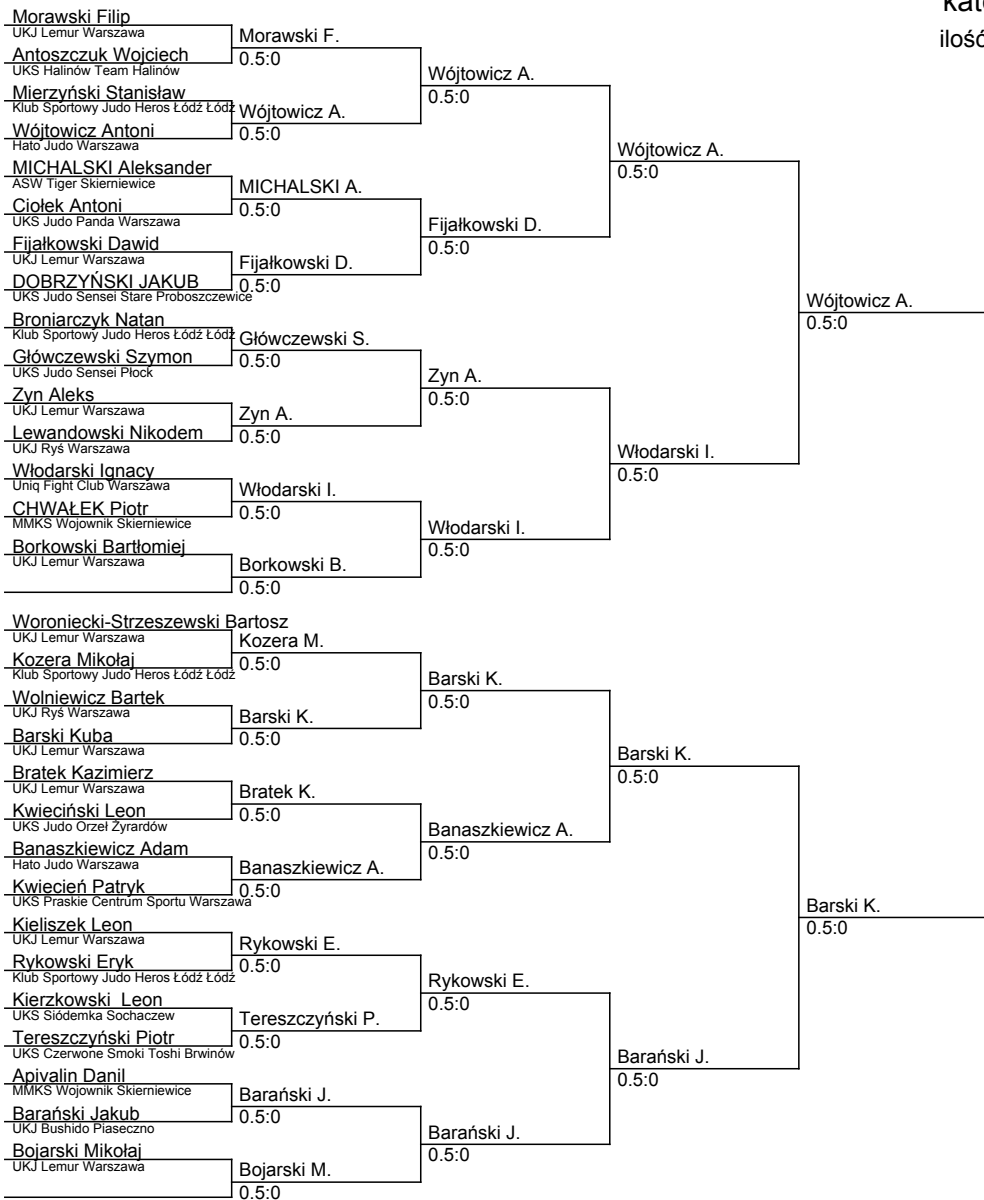 kate
ilość
Morawski Filip
UKJ Lemur Warszawa
Antoszczuk Wojciech
UKS Halinów Team Halinów
Mierzyński Stanisław
Klub Sportowy Judo Heros Łódź Łódź
Wójtowicz Antoni
Hato Judo Warszawa
MICHALSKI Aleksander
ASW Tiger Skierniewice
Ciołek Antoni
UKS Judo Panda Warszawa
Fijałkowski Dawid
UKJ Lemur Warszawa
DOBRZYŃSKI JAKUB
UKS Judo Sensei Stare Proboszczewice
Broniarczyk Natan
Klub Sportowy Judo Heros Łódź Łódź
Główczewski Szymon
UKS Judo Sensei Płock
Zyn Aleks
UKJ Lemur Warszawa
Lewandowski Nikodem
UKJ Ryś Warszawa
Włodarski Ignacy
Uniq Fight Club Warszawa
CHWAŁEK Piotr
MMKS Wojownik Skierniewice
Borkowski Bartłomiej
UKJ Lemur Warszawa
Woroniecki-Strzeszewski Bartosz
UKJ Lemur Warszawa
Kozera Mikołaj
Klub Sportowy Judo Heros Łódź Łódź
Wolniewicz Bartek
UKJ Ryś Warszawa
Barski Kuba
UKJ Lemur Warszawa
Bratek Kazimierz
UKJ Lemur Warszawa
Kwieciński Leon
UKS Judo Orzeł Żyrardów
Banaszkiewicz Adam
Hato Judo Warszawa
Kwiecień Patryk
UKS Praskie Centrum Sportu Warszawa
Kieliszek Leon
UKJ Lemur Warszawa
Rykowski Eryk
Klub Sportowy Judo Heros Łódź Łódź
Kierzkowski Leon
UKS Siódemka Sochaczew
Tereszczyński Piotr
UKS Czerwone Smoki Toshi Brwinów
Apivalin Danil
MMKS Wojownik Skierniewice
Barański Jakub
UKJ Bushido Piaseczno
Bojarski Mikołaj
UKJ Lemur Warszawa
Morawski F.
0.5:0
Wójtowicz A.
0.5:0
MICHALSKI A.
0.5:0
Fijałkowski D.
0.5:0
Główczewski S.
0.5:0
Zyn A.
0.5:0
Włodarski I.
0.5:0
Borkowski B.
0.5:0
Kozera M.
0.5:0
Barski K.
0.5:0
Bratek K.
0.5:0
Banaszkiewicz A.
0.5:0
Rykowski E.
0.5:0
Tereszczyński P.
0.5:0
Barański J.
0.5:0
Bojarski M.
0.5:0
Wójtowicz A.
0.5:0
Fijałkowski D.
0.5:0
Zyn A.
0.5:0
Włodarski I.
0.5:0
Barski K.
0.5:0
Banaszkiewicz A.
0.5:0
Rykowski E.
0.5:0
Barański J.
0.5:0
Wójtowicz A.
0.5:0
Włodarski I.
0.5:0
Barski K.
0.5:0
Barański J.
0.5:0
Wójtowicz A.
0.5:0
Barski K.
0.5:0